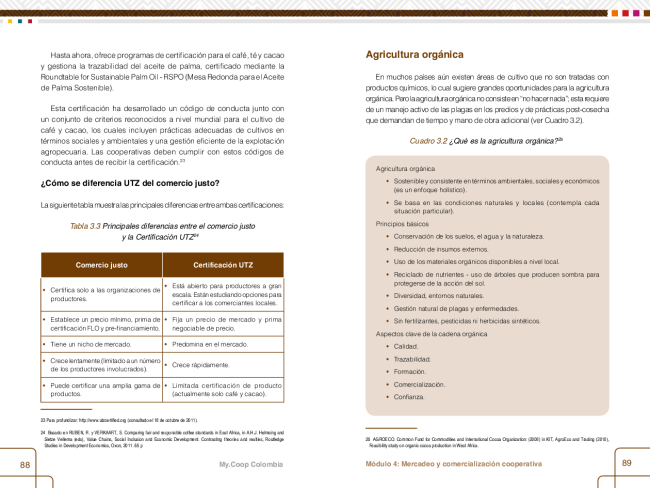 Hasta ahora, ofrece programas de certificación para el café, té y cacao
y gestiona la trazabilidad del aceite de palma, certificado mediante la
Roundtable for Sustainable Palm Oil - RSPO (Mesa Redonda para el Aceite
de Palma Sostenible).
Esta certificación ha desarrollado un código de conducta junto con
un conjunto de criterios reconocidos a nivel mundial para el cultivo de
café y cacao, los cuales incluyen prácticas adecuadas de cultivos en
términos sociales y ambientales y una gestión eficiente de la explotación
agropecuaria. Las cooperativas deben cumplir con estos códigos de
conducta antes de recibir la certificación.23
¿Cómo se diferencia UTZ del comercio justo?
La siguiente tabla muestra las principales diferencias entre ambas certificaciones:
Tabla 3.3 Principales diferencias entre el comercio justo
y la Certificación UTZ24
Comercio justo
Certificación UTZ
• Certifica solo a las organizaciones de
productores.
• Está abierto para productores a gran
escala. Están estudiando opciones para
certificar a los comerciantes locales.
• Establece un precio mínimo, prima de
certificación FLO y pre-financiamiento.
• Fija un precio de mercado y prima
negociable de precio.
• Tiene un nicho de mercado.
• Predomina en el mercado.
• Crece lentamente (limitado a un número
de los productores involucrados).
• Crece rápidamente.
• Puede certificar una amplia gama de
productos.
• Limitada certificación de producto
(actualmente solo café y cacao).
23 Para profundizar: http://www.utzcertified.org (consultado el 18 de octubre de 2011).
24 Basado en RUBEN, R. y VERKAART, S. Comparing fair and responsible coffee standards in East Africa, in A.H.J. Helmsing and
Sietze Vellema (eds), Value Chains, Social Inclusion and Economic Development. Contrasting theories and realities, Routledge
Studies in Development Economics, Oxon, 2011. 65 p
88
My.Coop Colombia
Agricultura orgánica
En muchos países aún existen áreas de cultivo que no son tratadas con
productos químicos, lo cual sugiere grandes oportunidades para la agricultura
orgánica. Pero la agricultura orgánica no consiste en "no hacer nada"; esta requiere
de un manejo activo de las plagas en los predios y de prácticas post-cosecha
que demandan de tiempo y mano de obra adicional (ver Cuadro 3.2).
Cuadro 3.2 ¿Qué es la agricultura orgánica?25
Agricultura orgánica
• Sostenible y consistente en términos ambientales, sociales y económicos
(es un enfoque holístico).
• Se basa en las condiciones naturales y locales (contempla cada
situación particular).
Principios básicos
• Conservación de los suelos, el agua y la naturaleza.
• Reducción de insumos externos.
• Uso de los materiales orgánicos disponibles a nivel local.
• Reciclado de nutrientes - uso de árboles que producen sombra para
protegerse de la acción del sol.
• Diversidad, entornos naturales.
• Gestión natural de plagas y enfermedades.
• Sin fertilizantes, pesticidas ni herbicidas sintéticos.
Aspectos clave de la cadena orgánica
• Calidad.
• Trazabilidad.
• Formación.
• Comercialización.
• Confianza.
AGROECO, Common Fund for Commodities and International Cocoa Organization: (2008) in KIT, AgroEco and Tradin (2010),
Feasibility study on organic cocoa production in West Africa.
Módulo 4: Mercadeo y comercialización cooperativa
89